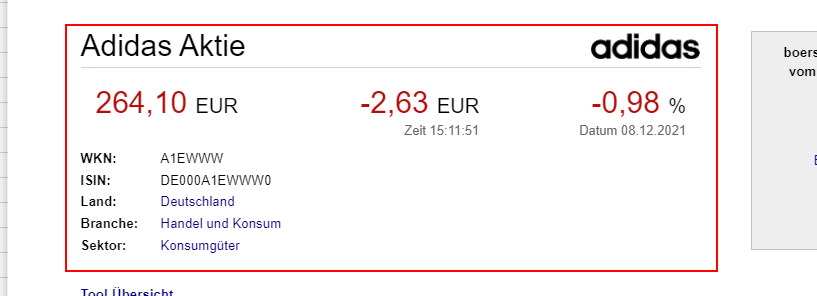 Adidas Aktie
adidas
264,10 EUR
-2,63 EUR
-0,98 %
Zeit 15:11:51
Datum 08.12.2021
WKN: A1EWWW
ISIN: DE000A1EWWW0
Land: Deutschland
Branche: Handel und Konsum
Sektor: Konsumgüter
Tool Übersicht
boers
vom